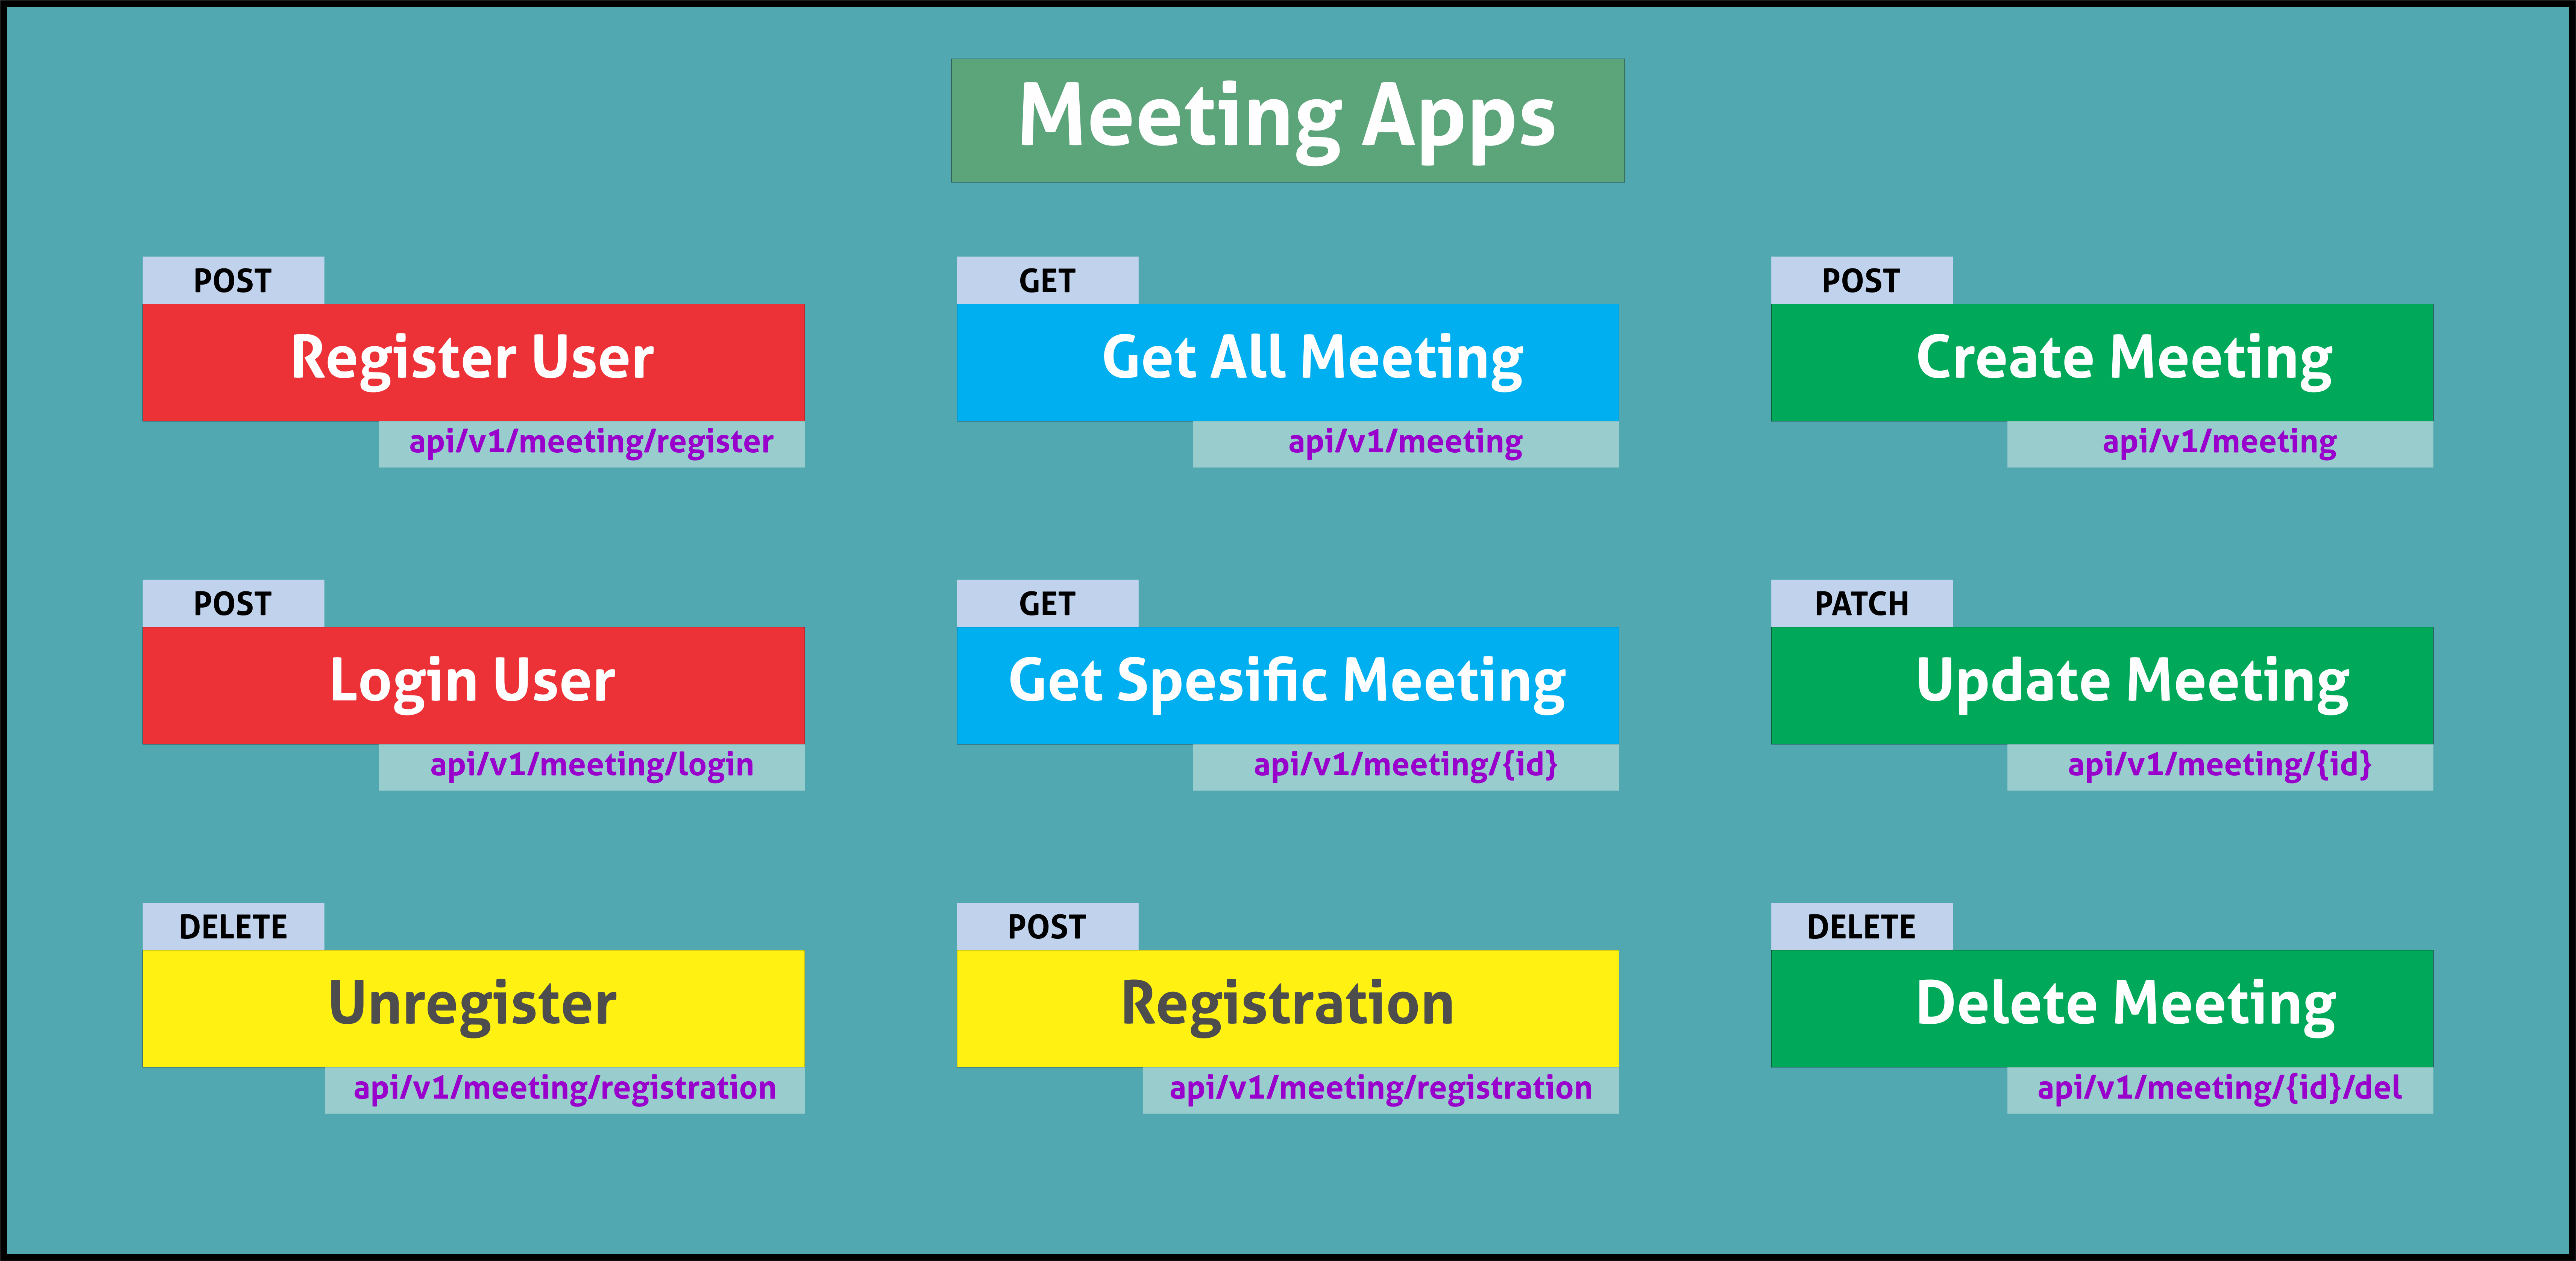 Meeting Apps
POST
Register User
api/v1/meeting/register
GET
Get All Meeting
api/v1/meeting
POST
Create Meeting
api/v1/meeting
POST
Login User
api/v1/meeting/login
GET
Get Spesific Meeting
api/v1/meeting/{id}
PATCH
Update Meeting
api/v1/meeting/{id}
DELETE
Unregister
api/v1/meeting/registration
POST
Registration
api/v1/meeting/registration
DELETE
Delete Meeting
api/v1/meeting/{id}/del